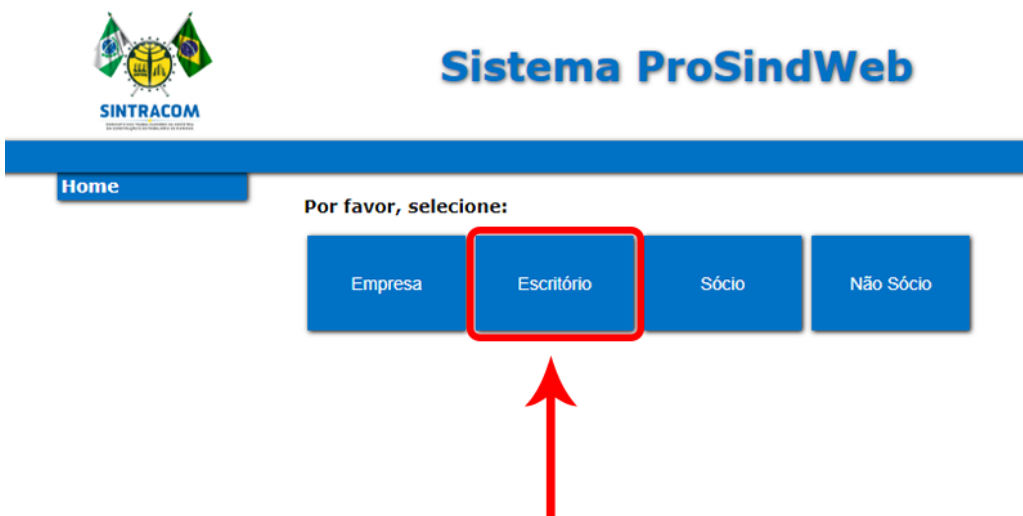 Sistema ProSindWeb
SINTRACOM
Home
Por favor, selecione:
Empresa
Escritório
Sócio
Não Sócio